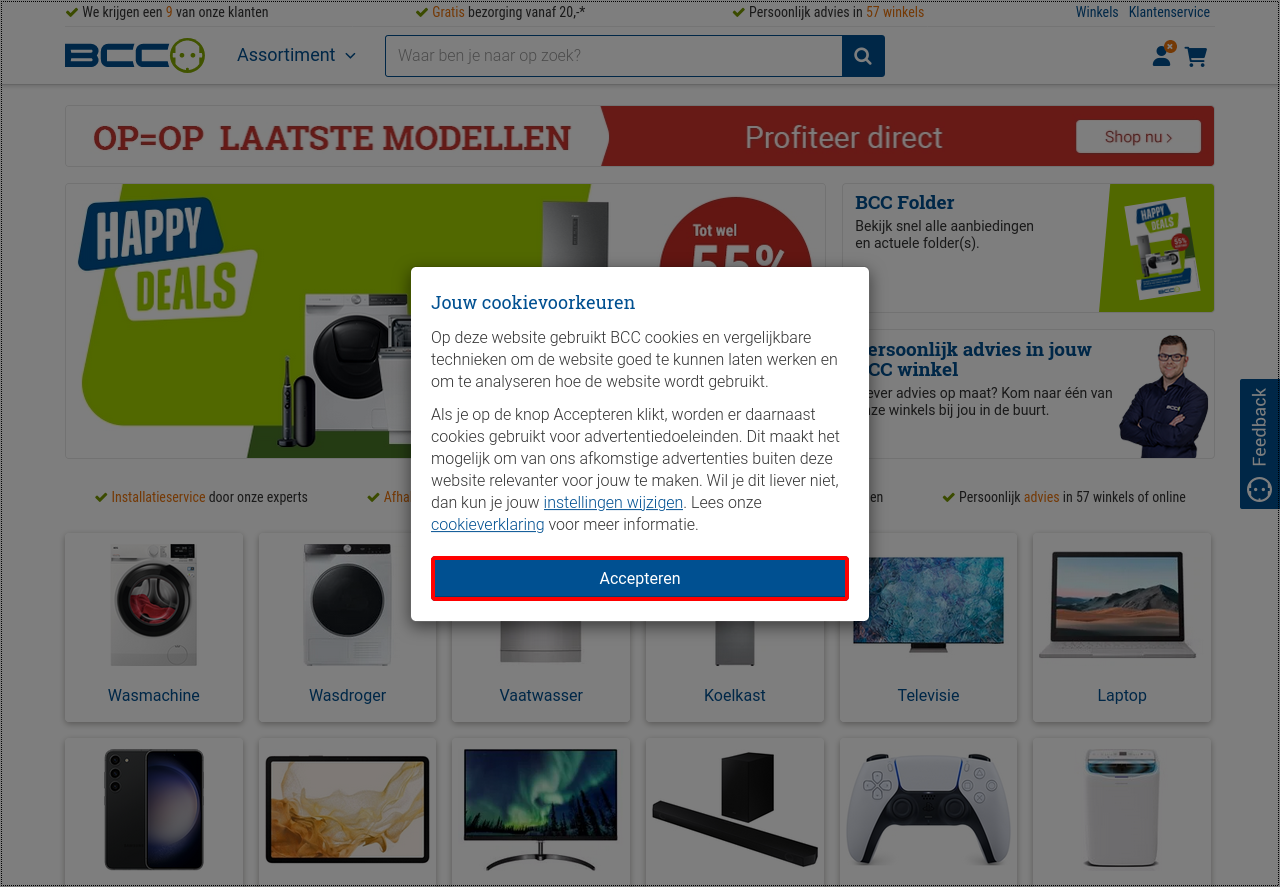 We krijgen een 9 van onze klanten
Gratis bezorging vanaf 20,-*
Persoonlijk advies in 57 winkels
Winkels Klantenservice
BCC
Assortiment
Waar ben je naar op zoek?
OP=OP LAATSTE MODELLEN
Profiteer direct
Shop nu >
HAPPY
DEALS
Tot wel
55%
BCC Folder
Bekijk snel alle aanbiedingen
en actuele folder(s).
HAPPY
DEALS
Jouw cookievoorkeuren
Op deze website gebruikt BCC cookies en vergelijkbare
technieken om de website goed te kunnen laten werken en
om te analyseren hoe de website wordt gebruikt.
Als je op de knop Accepteren klikt, worden er daarnaast
cookies gebruikt voor advertentiedoeleinden. Dit maakt het
mogelijk om van ons afkomstige advertenties buiten deze
website relevanter voor jouw te maken. Wil je dit liever niet,
dan kun je jouw instellingen wijzigen. Lees onze
cookieverklaring voor meer informatie.
Accepteren
ersoonlijk advies in jouw
CC winkel
ever advies op maat? Kom naar één van
nze winkels bij jou in de buurt.
BCC
Feedback
Installatieservice door onze experts
Afha
en
Persoonlijk advies in 57 winkels of online
Wasmachine
Wasdroger
Vaatwasser
Koelkast
Televisie
Laptop